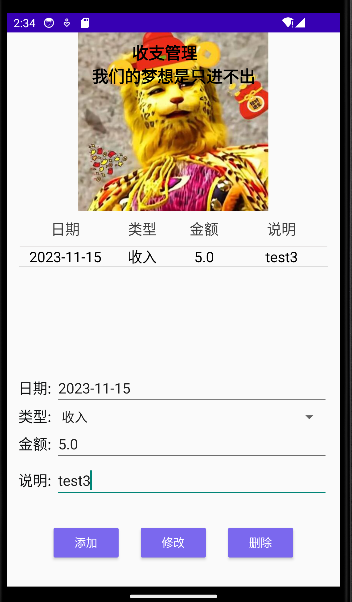 2:34
收支管理
我们的梦想是只进不出
日期 类型 金额 说明
2023-11-15 收入 5.0 test3
日期: 2023-11-15
类型: 收入
金额: 5.0
说明: test3
添加 修改 删除